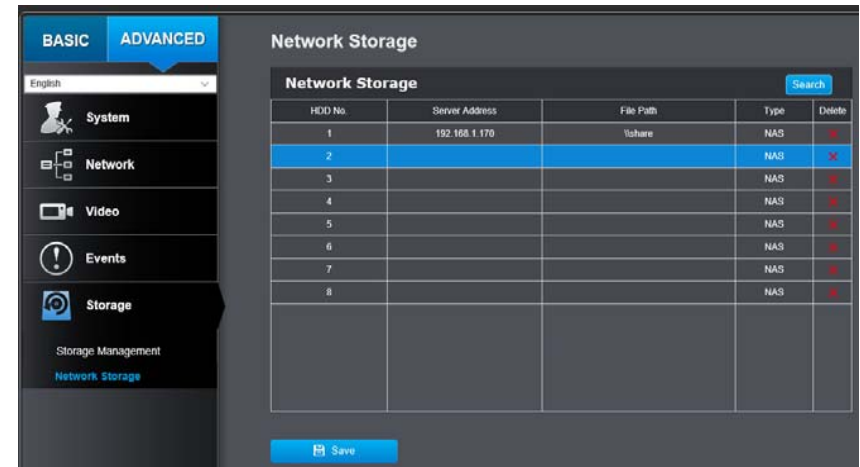 BASIC ADVANCED
English
System
Network
Video
Events
Storage
Storage Management
Network Storage
Network Storage
Network Storage Search
HDD No. Server Address File Path Type Delete
1 192.168.1.170 \\share NAS
2 NAS
3 NAS
4 NAS
5 NAS
6 NAS
7 NAS
8 NAS
Save